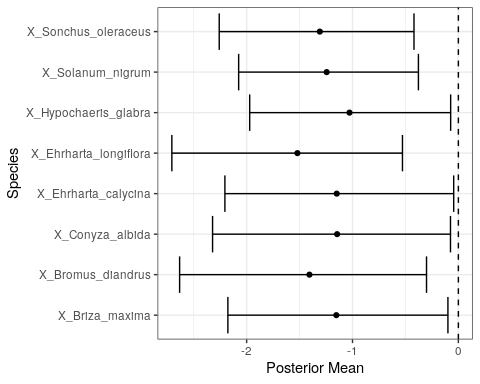 Species
X_Sonchus_oleraceus
X_Solanum_nigrum
X_Hypochaeris_glabra
X_Ehrharta_longiflora
X_Ehrharta_calycina
X_Conyza_albida
X_Bromus_diandrus
X_Briza_maxima
-2 -1 0
Posterior Mean